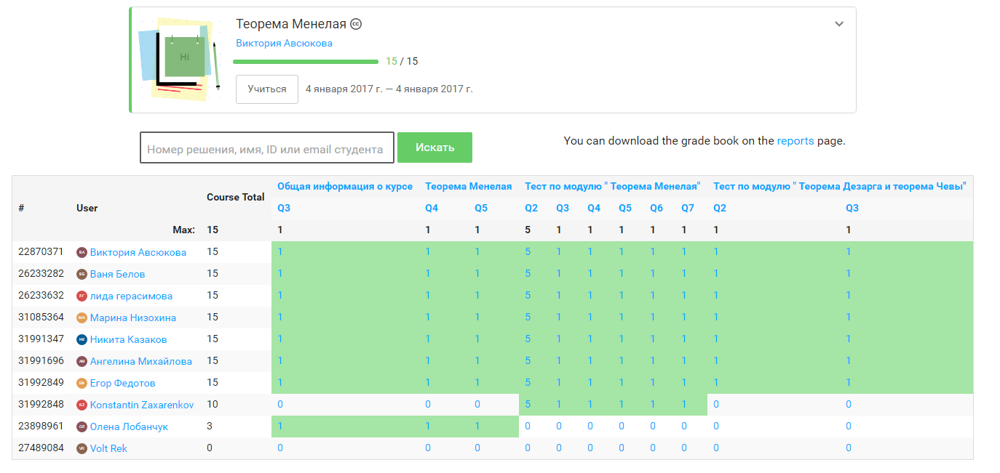 Теорема Менелая cc
Hi
Виктория Авсюкова
15 / 15
Учиться 4 января 2017 г. — 4 января 2017 г.
Номер решения, имя, ID или email студента Искать You can download the grade book on the reports page.
# User Course Total Общая информация о курсе Теорема Менелая Тест по модулю " Теорема Менелая" Тест по модулю " Теорема Дезарга и теорема Чевы"
Q3 Q4 Q5 Q2 Q3 Q4 Q5 Q6 Q7 Q2 Q3
Max: 15 1 1 1 5 1 1 1 1 1 1 1
22870371 ВА Виктория Авсюкова 15 1 1 1 5 1 1 1 1 1 1 1
26233282 ВБ Ваня Белов 15 1 1 1 5 1 1 1 1 1 1 1
26233632 ЛГ лида герасимова 15 1 1 1 5 1 1 1 1 1 1 1
31085364 МН Марина Низохина 15 1 1 1 5 1 1 1 1 1 1 1
31991347 НК Никита Казаков 15 1 1 1 5 1 1 1 1 1 1 1
31991696 АМ Ангелина Михайлова 15 1 1 1 5 1 1 1 1 1 1 1
31992849 ЕФ Егор Федотов 15 1 1 1 5 1 1 1 1 1 1 1
31992848 KZ Konstantin Zaxarenkov 10 0 0 0 5 1 1 1 1 1 0 0
23898961 ОЛ Олена Лобанчук 3 1 1 1 0 0 0 0 0 0 0 0
27489084 VR Volt Rek 0 0 0 0 0 0 0 0 0 0 0 0